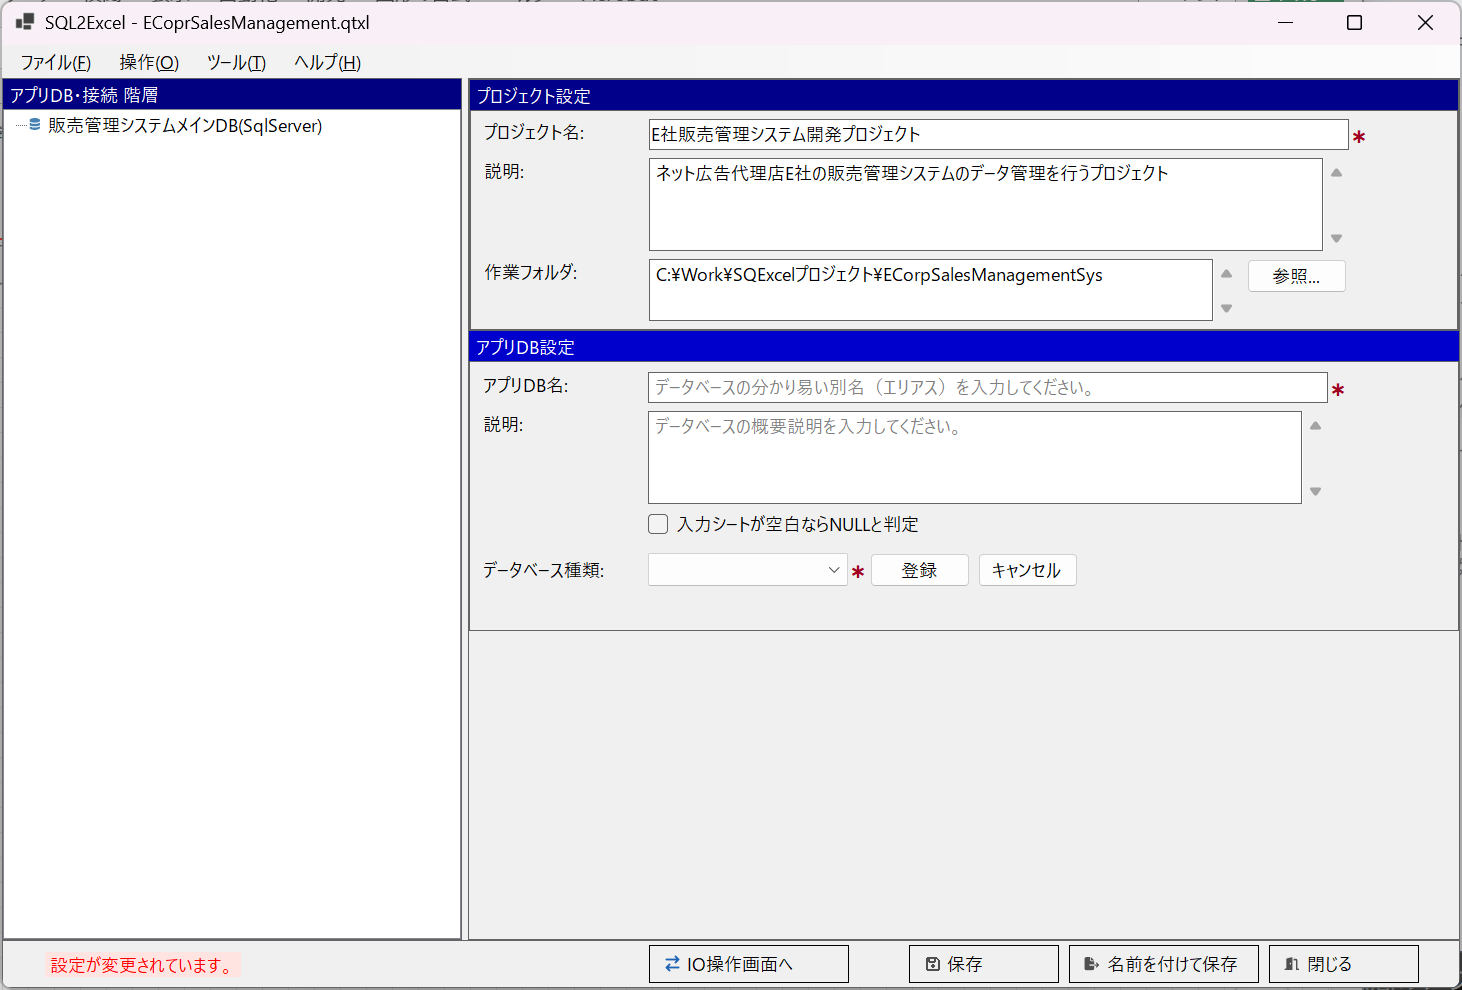 SQL2Excel - ECoprSalesManagement.qtxl
ファイル(F) 操作(O) ツール(T) ヘルプ(H)
アプリDB・接続 階層
販売管理システムメインDB(SqlServer)
プロジェクト設定
プロジェクト名:
E社販売管理システム開発プロジェクト
*
説明:
ネット広告代理店E社の販売管理システムのデータ管理を行うプロジェクト
作業フォルダ:
C:¥Work¥SQExcelプロジェクト¥ECorpSalesManagementSys
参照...
アプリDB設定
アプリDB名:
データベースの分かり易い別名（エリアス）を入力してください。
*
説明:
データベースの概要説明を入力してください。
入力シートが空白ならNULLと判定
データベース種類:
*
登録
キャンセル
設定が変更されています。
IO操作画面へ
保存
名前を付けて保存
閉じる